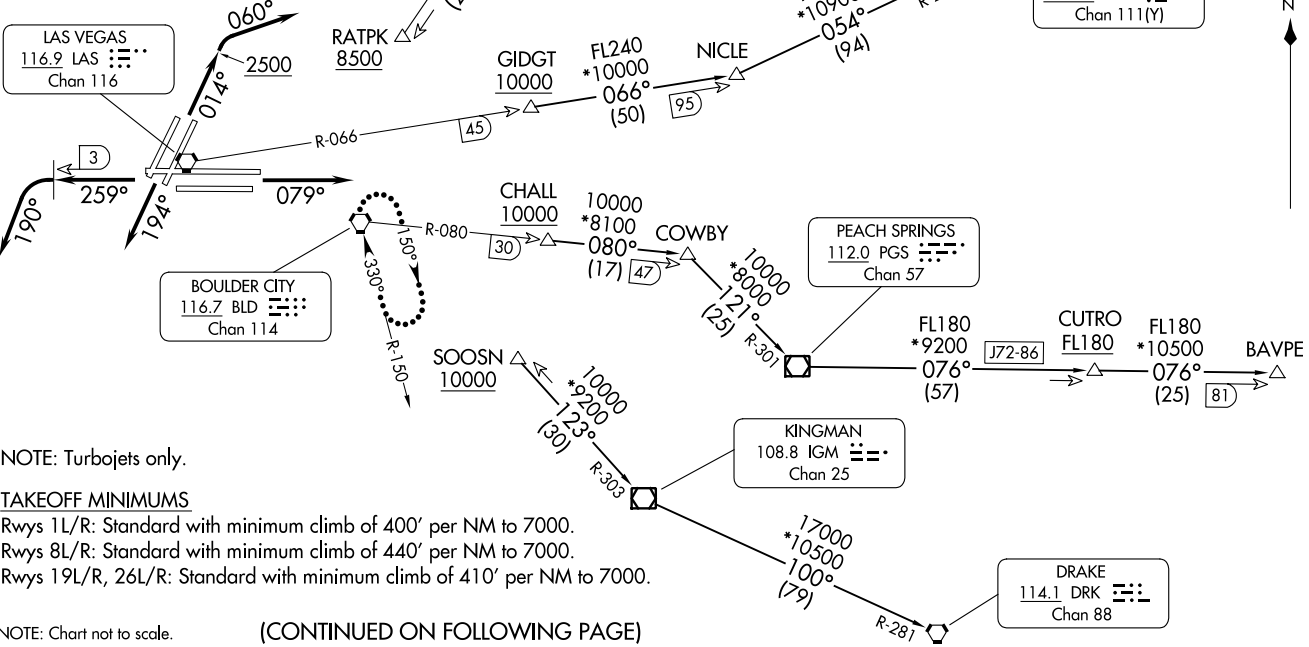 060°
LAS VEGAS
116.9 LAS
Chan 116
2500
014°
RATPK
8500
GIDGT
10000
FL240
*10000
066°
(50)
NICLE
95
054°
(94)
Chan 111(Y)
N
R-066
45
3
259°
190°
194°
079°
BOULDER CITY
116.7 BLD
Chan 114
150°
330°
R-150
R-080
30
CHALL
10000
10000
*8100
080°
(17)
47
COWBY
10000
*8000
121°
(25)
R-301
PEACH SPRINGS
112.0 PGS
Chan 57
FL180
*9200
076°
(57)
J72-86
CUTRO
FL180
FL180
*10500
076°
(25)
81
BAVPE
SOOSN
10000
10000
*9200
123°
(30)
R-303
KINGMAN
108.8 IGM
Chan 25
17000
*10500
100°
(79)
R-281
DRAKE
114.1 DRK
Chan 88
NOTE: Turbojets only.
TAKEOFF MINIMUMS
Rwys 1L/R: Standard with minimum climb of 400' per NM to 7000.
Rwys 8L/R: Standard with minimum climb of 440' per NM to 7000.
Rwys 19L/R, 26L/R: Standard with minimum climb of 410' per NM to 7000.
NOTE: Chart not to scale.
(CONTINUED ON FOLLOWING PAGE)